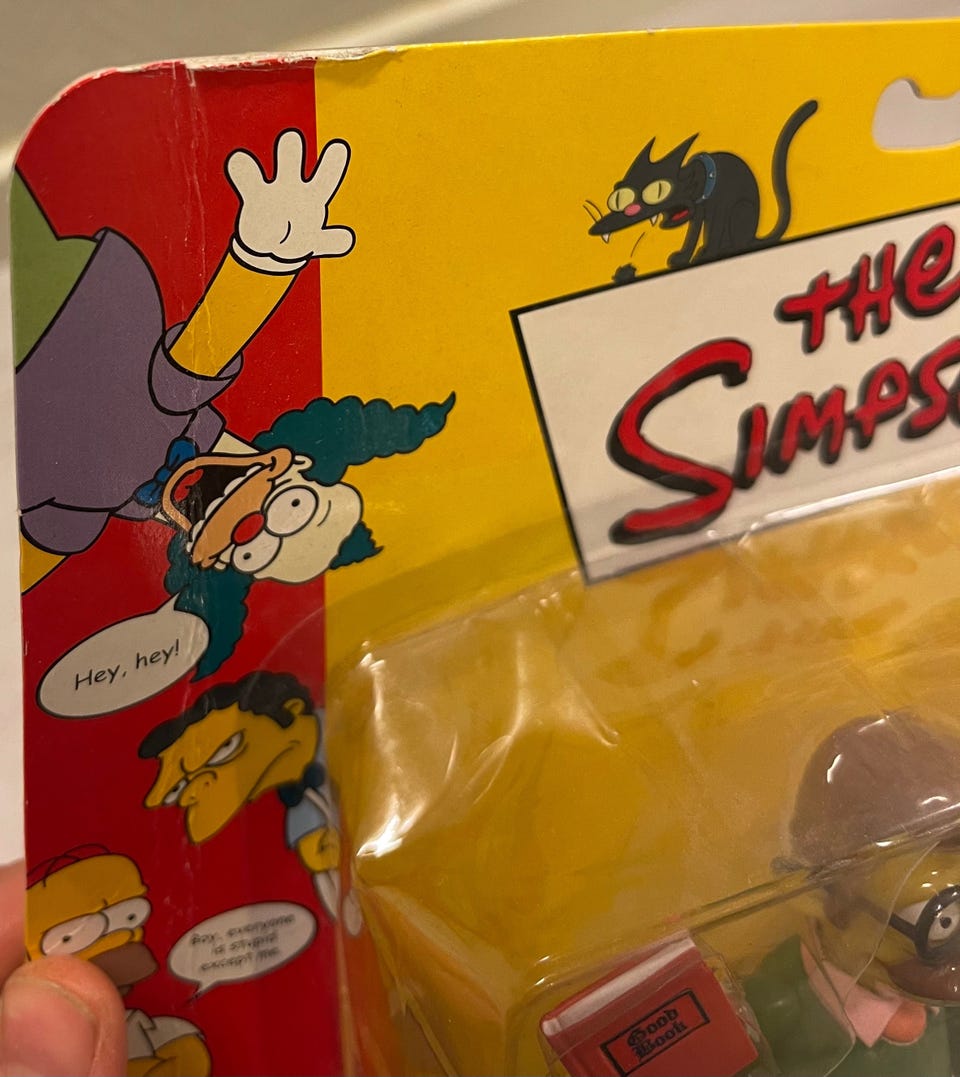 THE
SIMPS
Hey, hey!
Boy, everyone
is stupid
except me.
Good
Book